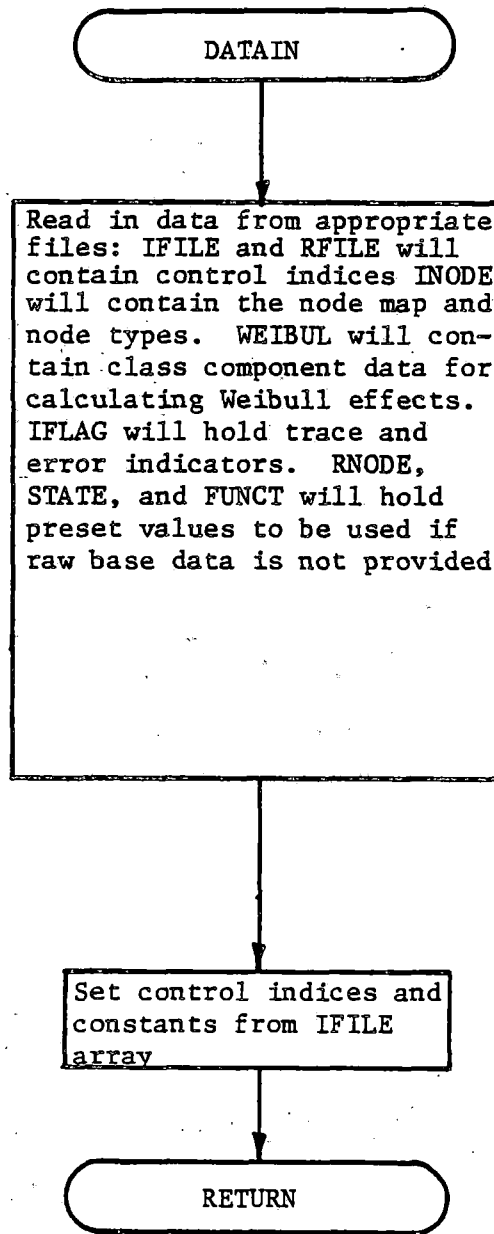 DATAIN
Read in data from appropriate
files: IFILE and RFILE will
contain control indices INODE
will contain the node map and
node types. WEIBUL will con-
tain class component data for
calculating Weibull effects.
IFLAG will hold trace and
error indicators. RNODE,
STATE, and FUNCT will hold
preset values to be used if
raw base data is not provided
Set control indices and
constants from IFILE
array
RETURN